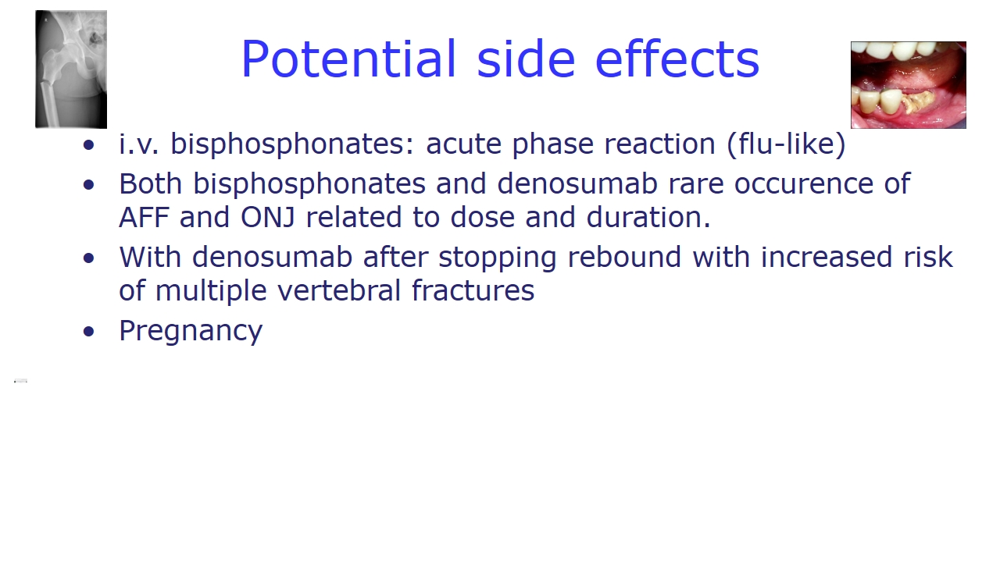 Potential side effects
• i.v. bisphosphonates: acute phase reaction (flu-like)
• Both bisphosphonates and denosumab rare occurence of
AFF and ONJ related to dose and duration.
• With denosumab after stopping rebound with increased risk
of multiple vertebral fractures
• Pregnancy